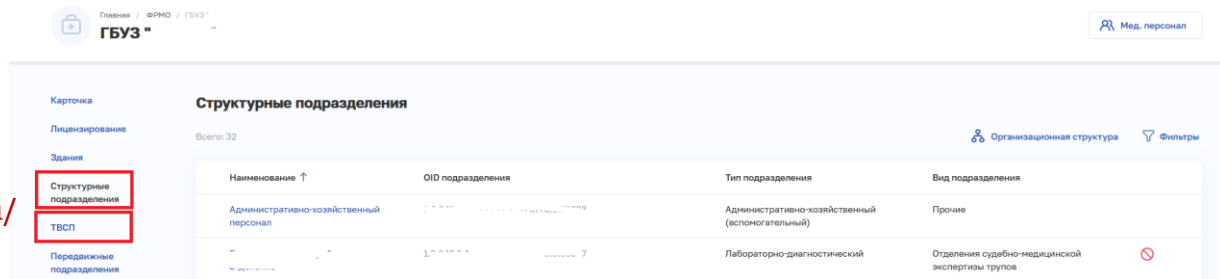 Главная / ФРМО / ГБУЗ "
ГБУЗ "
Мед. персонал
Карточка
Лицензирование
Здания
Структурные
подразделения
ТВСП
Передвижные
подразделения
/
Структурные подразделения
Всего: 32
Организационная структура
Фильтры
Наименование ↑
OID подразделения
Тип подразделения
Вид подразделения
Административно-хозяйственный
персонал
Административно-хозяйственный
(вспомогательный)
Прочие
Лабораторно-диагностический
Отделения судебно-медицинской
экспертизы трупов